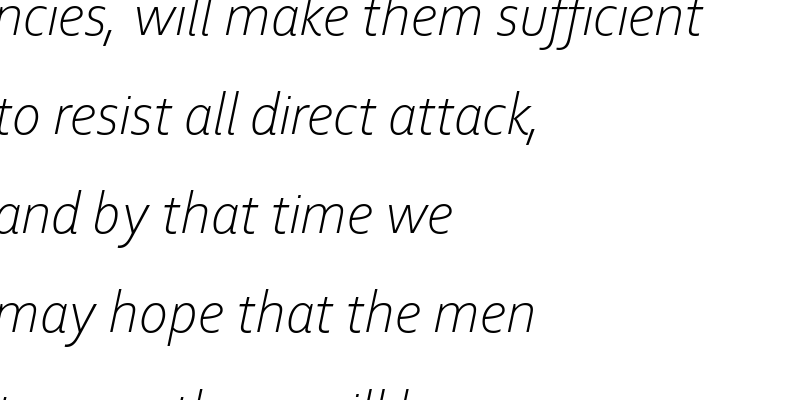 ncies, will make them sufficient
to resist all direct attack,
and by that time we
may hope that the men